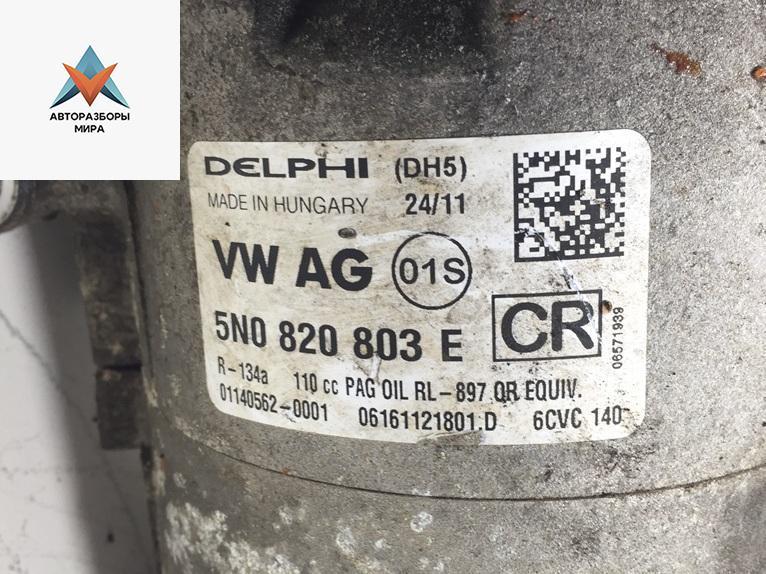 АВТОРАЗБОРЫ
МИРА
DELPHI (DH5)
MADE IN HUNGARY 24/11
VW AG 01S
5N0 820 803 E CR
06571939
R-134a 110 cc PAG OIL RL-897 OR EQUIV.
01140562-0001 06161121801:D 6CVC 140